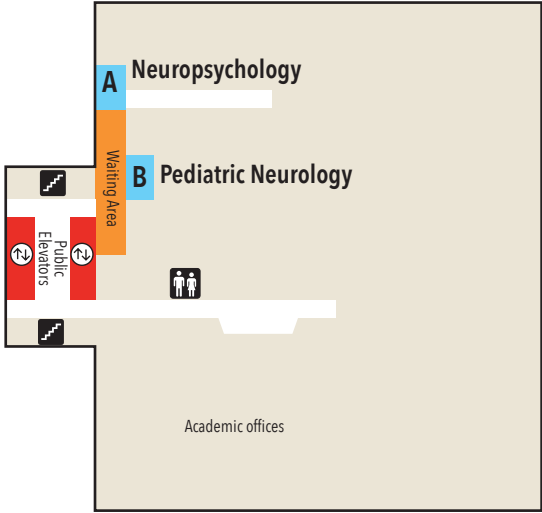 A
Neuropsychology
Waiting Area
B
Pediatric Neurology
Public
Elevators
Academic offices